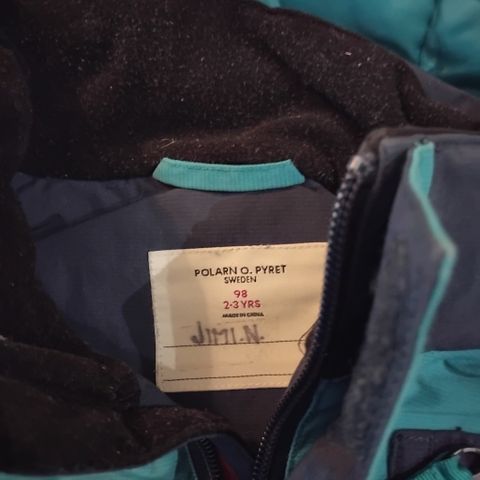 POLARN O. PYRET
SWEDEN
98
2-3 YRS
MADE IN CHINA
JIMI.N.